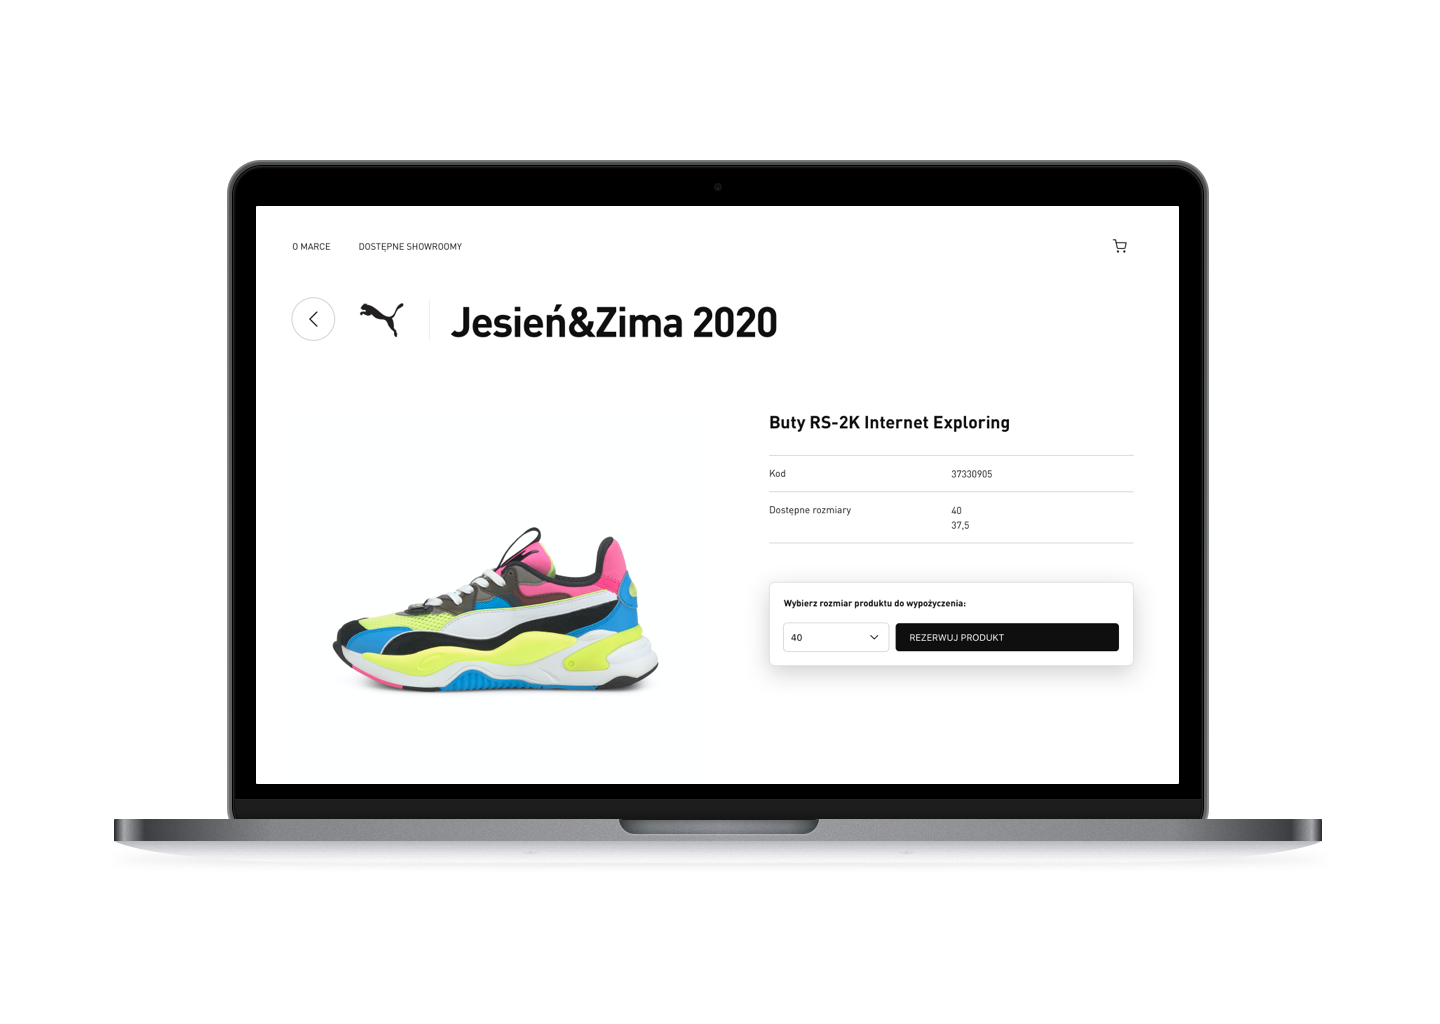 O MARCE
DOSTĘPNE SHOWROOMY
Jesień&Zima 2020
Buty RS-2K Internet Exploring
Kod
37330905
Dostępne rozmiary
40
37,5
Wybierz rozmiar produktu do wypożyczenia:
40
REZERWUJ PRODUKT